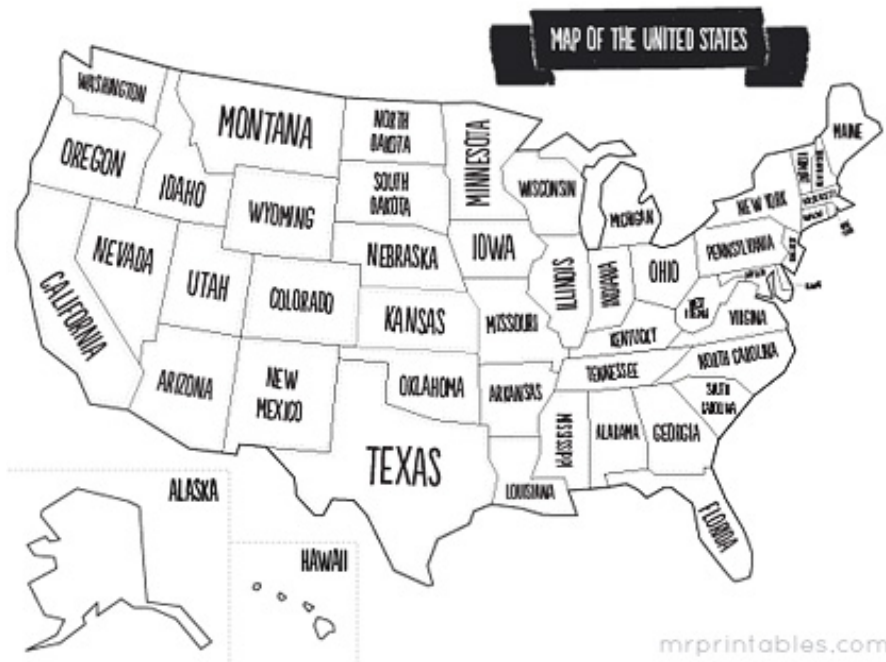 MAP OF THE UNITED STATES
WASHINGTON
MONTANA
NORTH
DAKOTA
MINNESOTA
MAINE
OREGON
IDAHO
SOUTH
DAKOTA
WISCONSIN
MICHIGAN
NEW YORK
WYOMING
NEVADA
NEBRASKA
IOWA
PENNSYLVANIA
UTAH
COLORADO
ILLINOIS
INDIANA
OHIO
CALIFORNIA
KANSAS
MISSOURI
WEST
VIRGINIA
KENTUCKY
ARIZONA
NEW
MEXICO
OKLAHOMA
ARKANSAS
TENNESSEE
NORTH CAROLINA
SOUTH
CAROLINA
TEXAS
MISSISSIPPI
ALABAMA
GEORGIA
LOUISIANA
FLORIDA
ALASKA
HAWAII
mrprintables.com